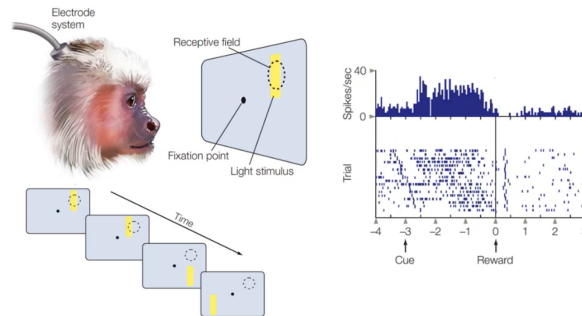 Electrode
system
Receptive field
Fixation point
Light stimulus
Time
Spikes/sec
40
0
Trial
−4 −3 −2 −1 0 1 2 3
Cue
Reward